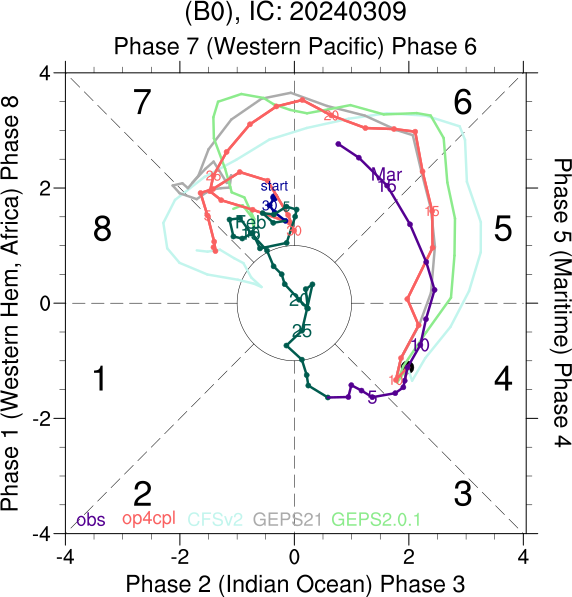 (B0), IC: 20240309
Phase 7 (Western Pacific) Phase 6
Phase 1 (Western Hem, Africa) Phase 8
Phase 5 (Maritime) Phase 4
4
2
0
-2
-4
7
6
8
5
1
4
2
3
20
Mar
15
25
start
30
5
15
Feb
30
20
25
10
5
obs op4cpl CFSv2 GEPS21 GEPS2.0.1
-4 -2 0 2 4
Phase 2 (Indian Ocean) Phase 3